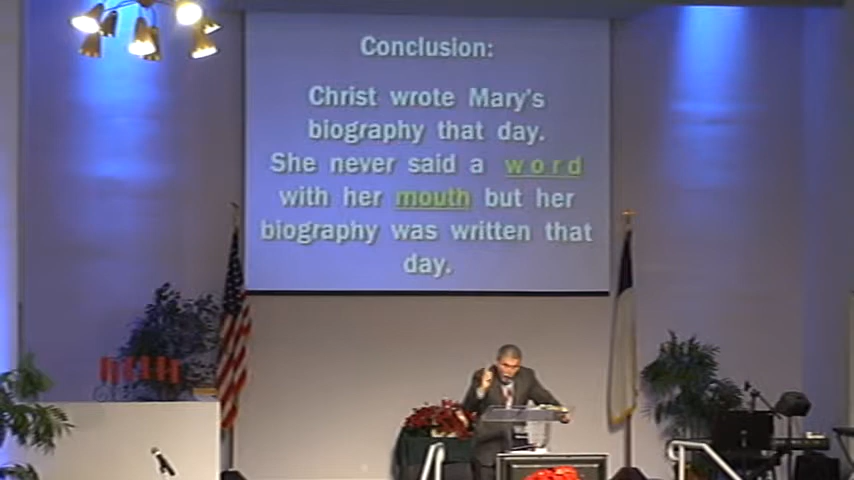 Conclusion:
Christ wrote Mary's
biography that day.
She never said a word
with her mouth but her
biography was written that
day.